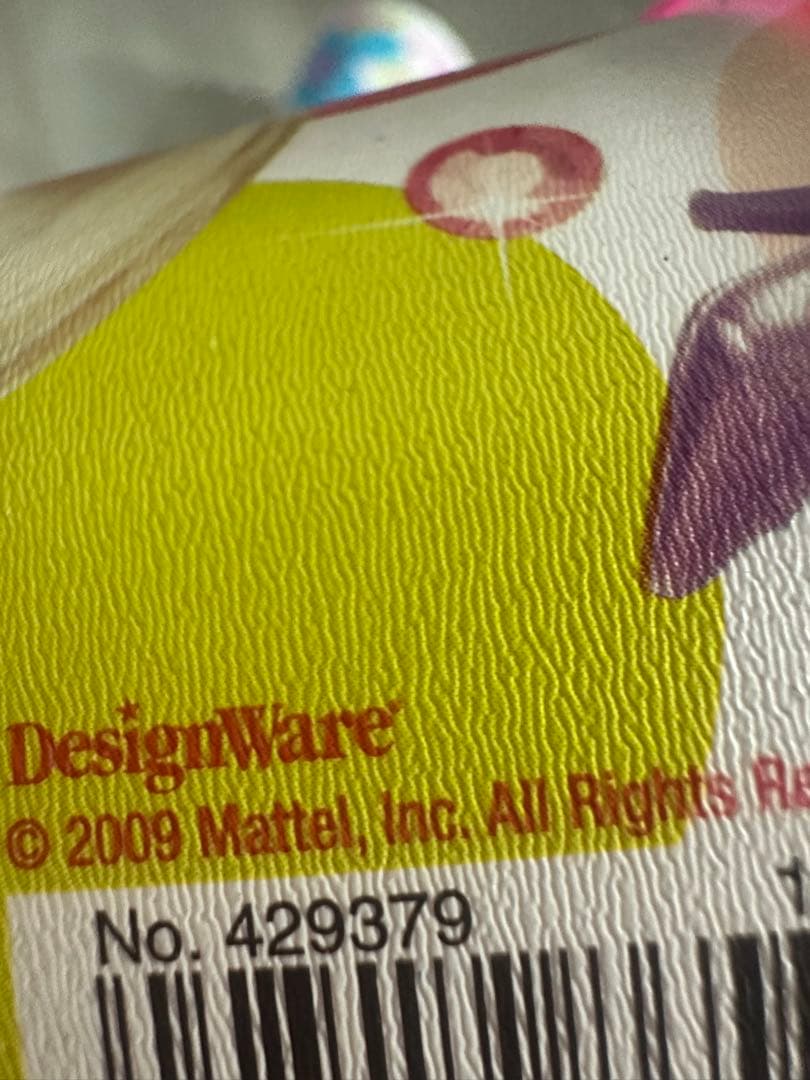 DesignWare
© 2009 Mattel, Inc. All Rights
No. 429379